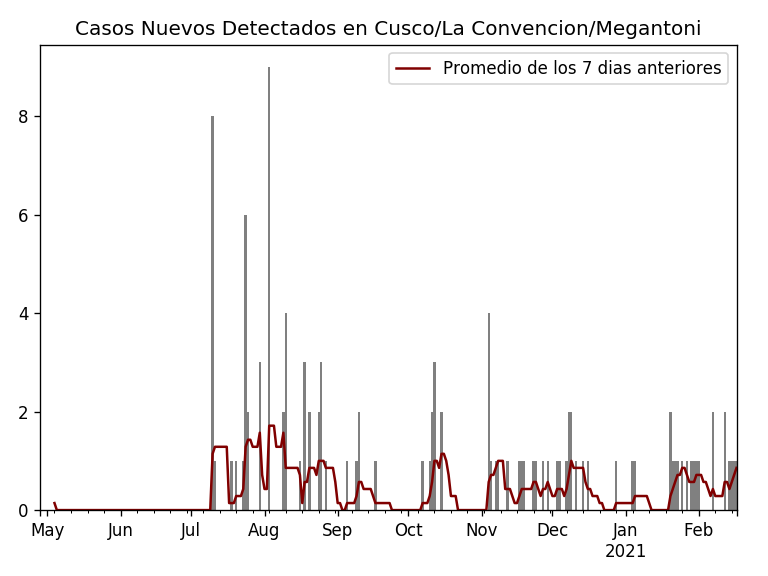 Casos Nuevos Detectados en Cusco/La Convencion/Megantoni
Promedio de los 7 dias anteriores
8
6
4
2
0
May Jun Jul Aug Sep Oct Nov Dec Jan Feb
2021